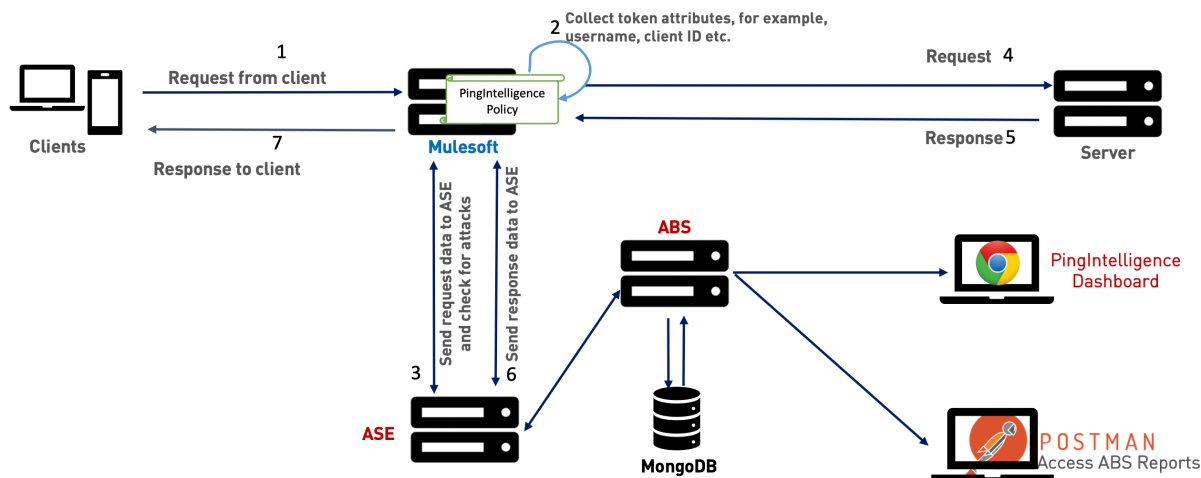 2 Collect token attributes, for example,
username, client ID etc.
1
Request from client
PingIntelligence
Policy
Request 4
Clients
7
Response to client
Mulesoft
Response 5
Server
Send request data to ASE
and check for attacks
Send response data to ASE
3
6
ASE
ABS
MongoDB
PingIntelligence
Dashboard
POSTMAN
Access ABS Reports